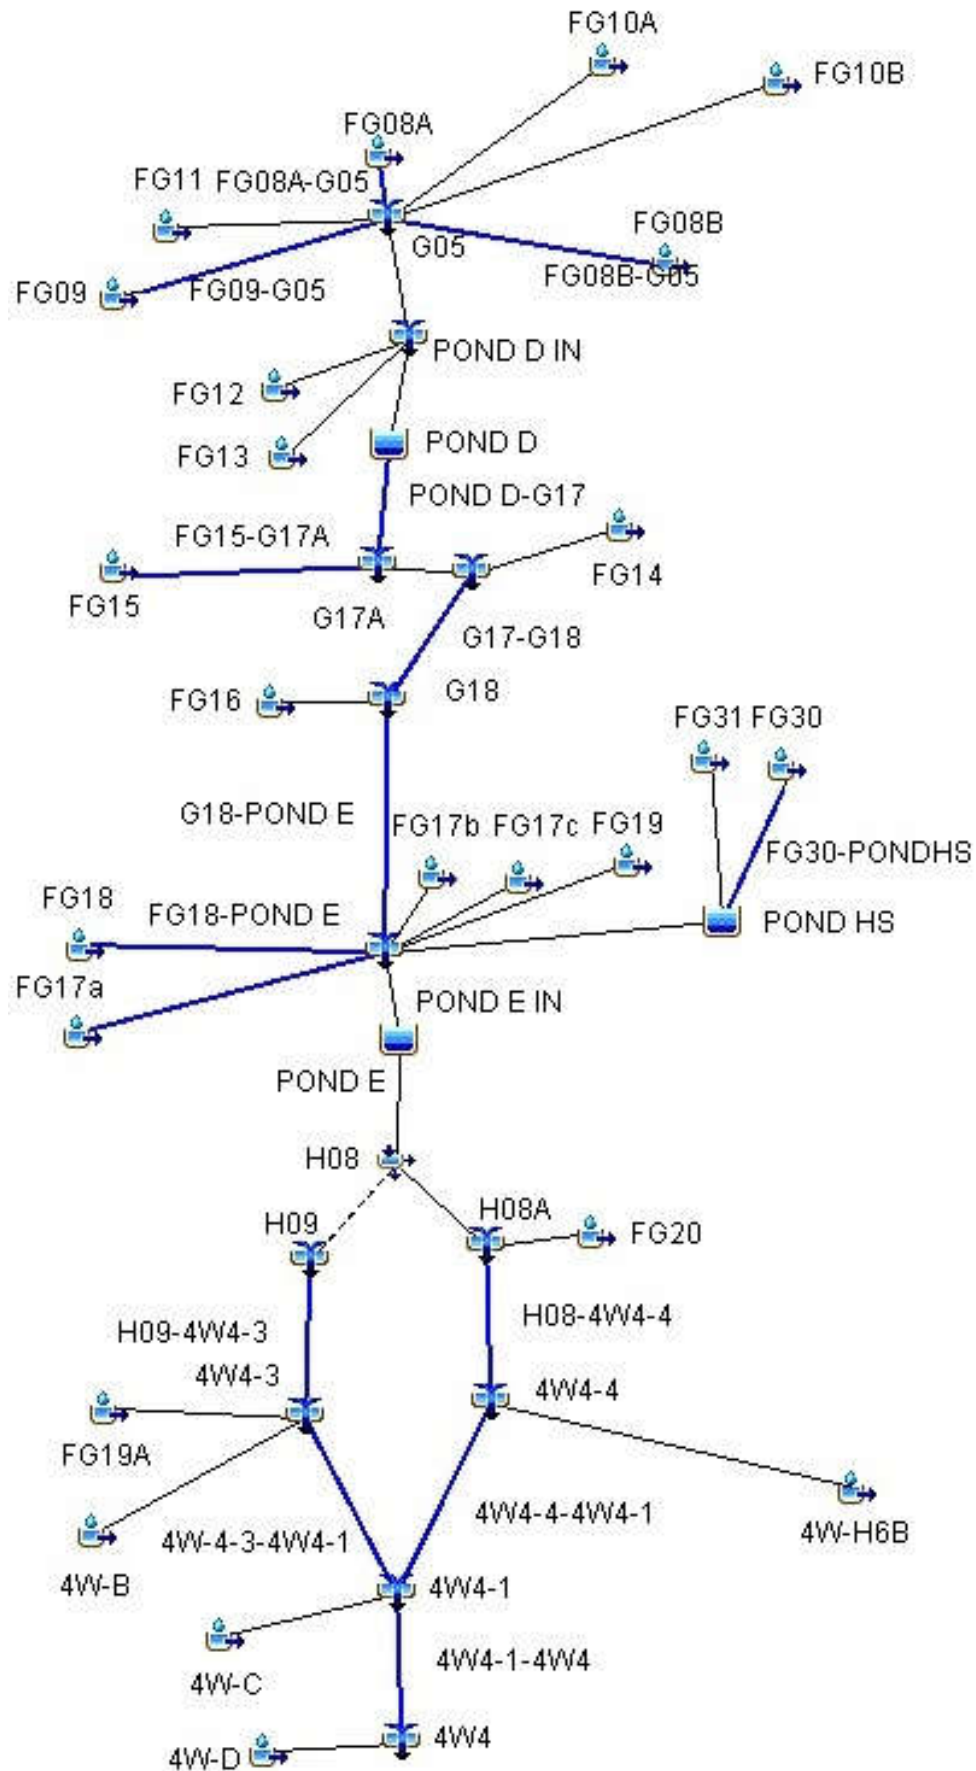 FG10A
FG10B
FG08A
FG11
FG08A-G05
FG08B
G05
FG08B-G05
FG09
FG09-G05
POND D IN
FG12
POND D
FG13
POND D-G17
FG15-G17A
FG14
FG15
G17A
G17-G18
G18
FG16
FG31
FG30
G18-POND E
FG17b
FG17c
FG19
FG30-PONDHS
FG18
FG18-POND E
POND HS
FG17a
POND E IN
POND E
H08
H08A
H09
FG20
H09-4W4-3
H08-4W4-4
4W4-3
4W4-4
FG19A
4W-4-3-4W4-1
4W4-4-4W4-1
4W-H6B
4W-B
4W4-1
4W-C
4W4-1-4W4
4W4
4W-D